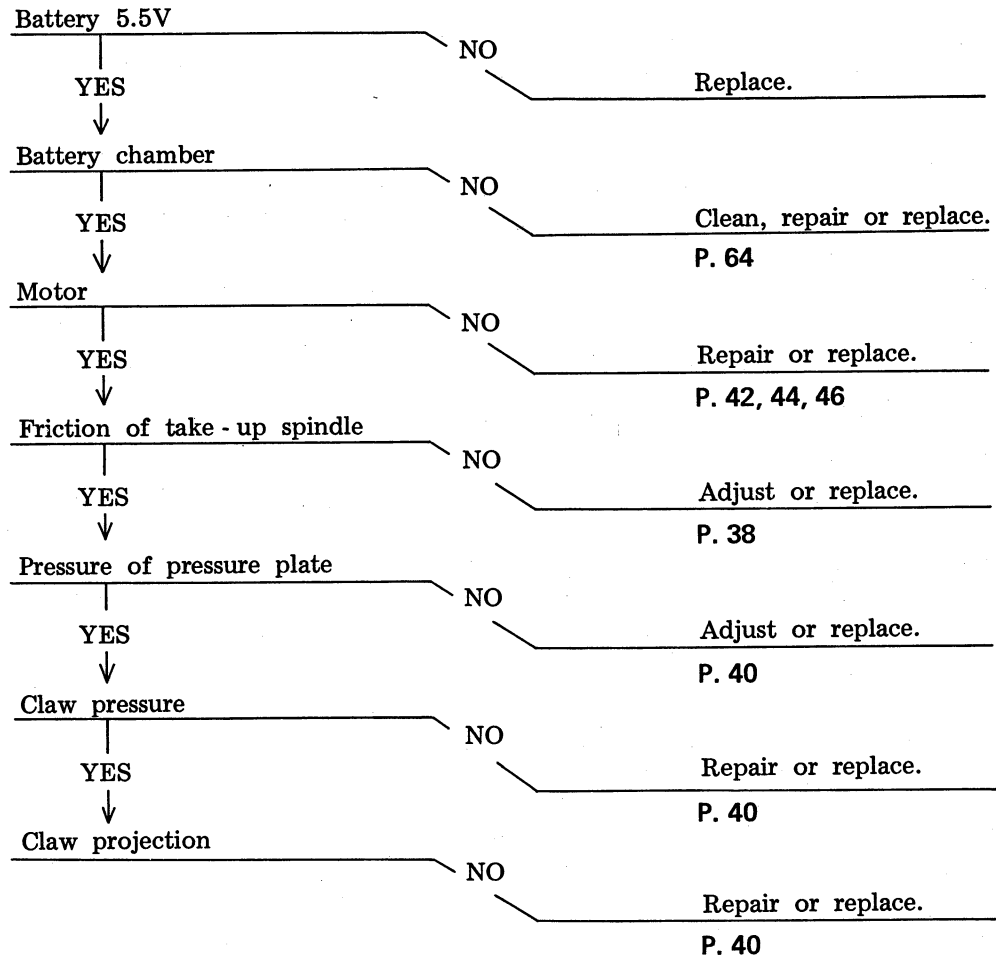 Battery 5.5V
NO
YES
Replace.
Battery chamber
NO
YES
Clean, repair or replace.
P. 64
Motor
NO
YES
Repair or replace.
P. 42, 44, 46
Friction of take - up spindle
NO
YES
Adjust or replace.
P. 38
Pressure of pressure plate
NO
YES
Adjust or replace.
P. 40
Claw pressure
NO
YES
Repair or replace.
P. 40
Claw projection
NO
Repair or replace.
P. 40